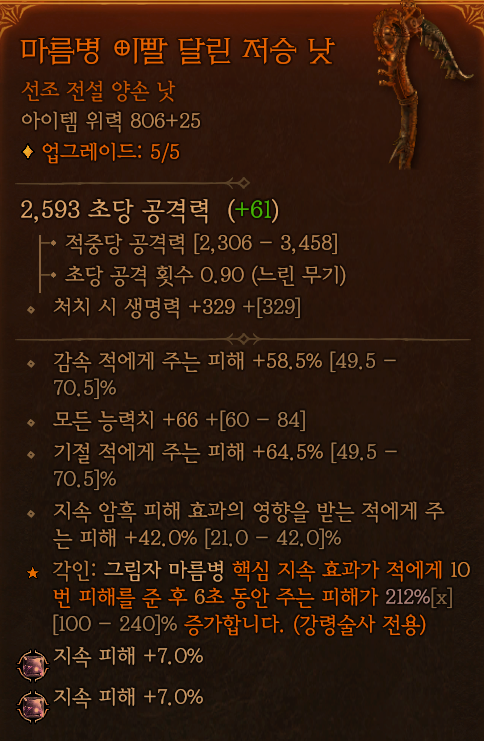 마름병 이빨 달린 저승 낫
선조 전설 양손 낫
아이템 위력 806+25
업그레이드: 5/5
2,593 초당 공격력 (+61)
적중당 공격력 [2,306 – 3,458]
초당 공격 횟수 0.90 (느린 무기)
처치 시 생명력 +329 +[329]
감속 적에게 주는 피해 +58.5% [49.5 –
70.5]%
모든 능력치 +66 +[60 – 84]
기절 적에게 주는 피해 +64.5% [49.5 –
70.5]%
지속 암흑 피해 효과의 영향을 받는 적에게 주
는 피해 +42.0% [21.0 – 42.0]%
각인: 그림자 마름병 핵심 지속 효과가 적에게 10
번 피해를 준 후 6초 동안 주는 피해가 212%[x]
[100 – 240]% 증가합니다. (강령술사 전용)
지속 피해 +7.0%
지속 피해 +7.0%